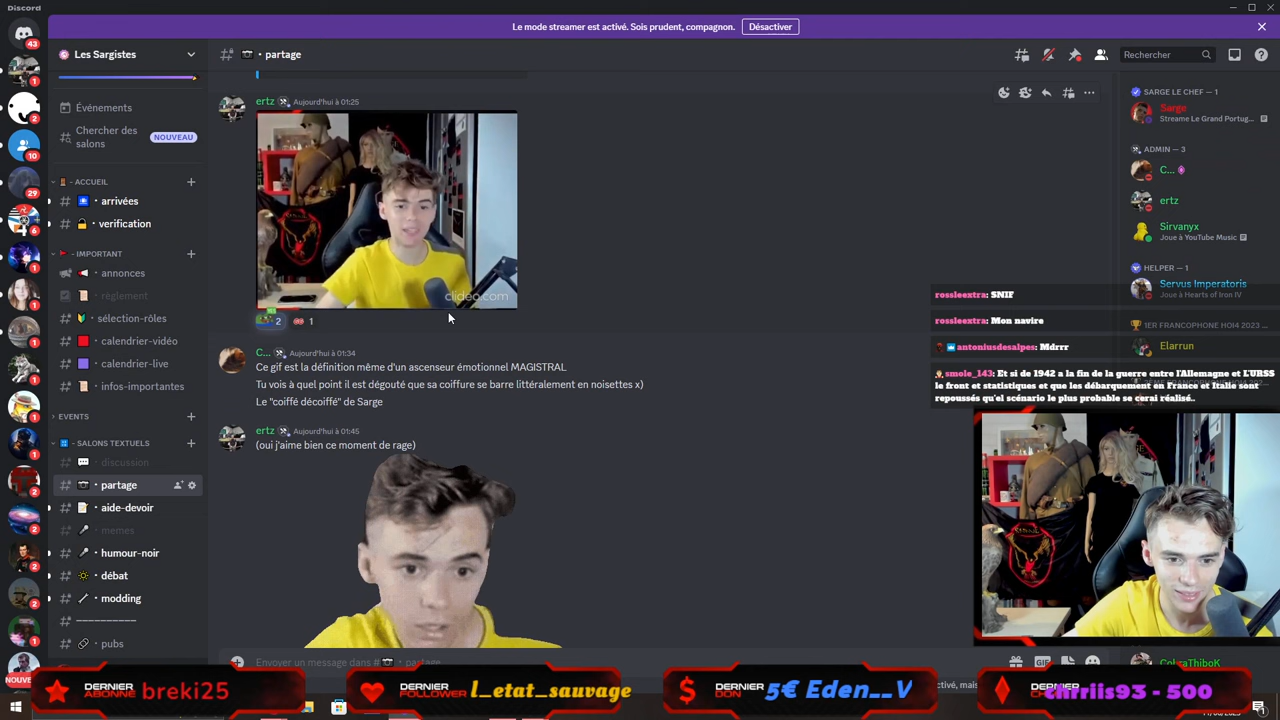 Discord
Le mode streamer est activé. Sois prudent, compagnon.
Désactiver
Les Sargistes
partage
Rechercher
Événements
Chercher des salons
NOUVEAU
- ACCUEIL
arrivées
verification
- IMPORTANT
annonces
règlement
sélection-rôles
calendrier-vidéo
calendrier-live
infos-importantes
EVENTS
- SALONS TEXTUELS
discussion
partage
aide-devoir
memes
humour-noir
débat
modding
----------
pubs
ertz Aujourd'hui à 01:25
clideo.com
2
1
C... Aujourd'hui à 01:34
Ce gif est la définition même d'un ascenseur émotionnel MAGISTRAL
Tu vois à quel point il est dégouté que sa coiffure se barre littéralement en noisettes x)
Le "coiffé décoiffé" de Sarge
ertz Aujourd'hui à 01:45
(oui j'aime bien ce moment de rage)
Envoyer un message dans # partage
SARGE LE CHEF — 1
Sarge
Streame Le Grand Portug...
ADMIN — 3
C...
ertz
Sirvanyx
Joue à YouTube Music
HELPER — 1
Servus Imperatoris
Joue à Hearts of Iron IV
1ER FRANCOPHONE HOI4 2023 ...
Elarrun
rossleextra: SNIF
rossleextra: Mon navire
antoniusdesalpes: Mdrrr
smole_143: Et si de 1942 a la fin de la guerre entre l'Allemagne et L'URSS
le front et statistiques et que les débarquement en France et Italie sont
repoussés qu'el scénario le plus probable se cerai réalisé..
CobraThiboK
DERNIER ABONNÉ breki25
DERNIER FOLLOWER l_etat_sauvage
DERNIER DON 5€ Eden__V
DERNIER
- 500